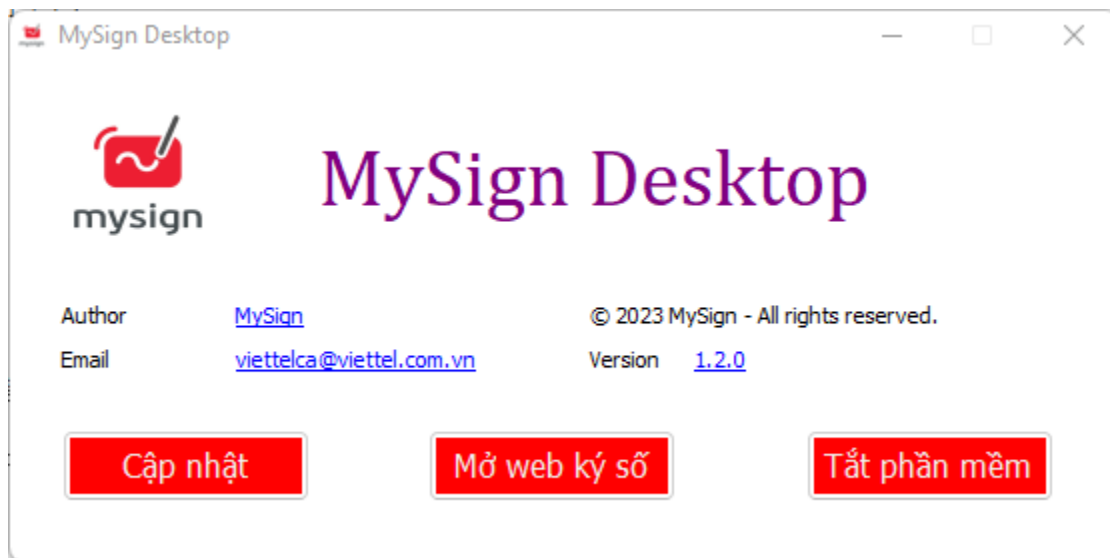 MySign Desktop
mysign
MySign Desktop
Author MySign © 2023 MySign - All rights reserved.
Email viettelca@viettel.com.vn Version 1.2.0
Cập nhật Mở web ký số Tắt phần mềm